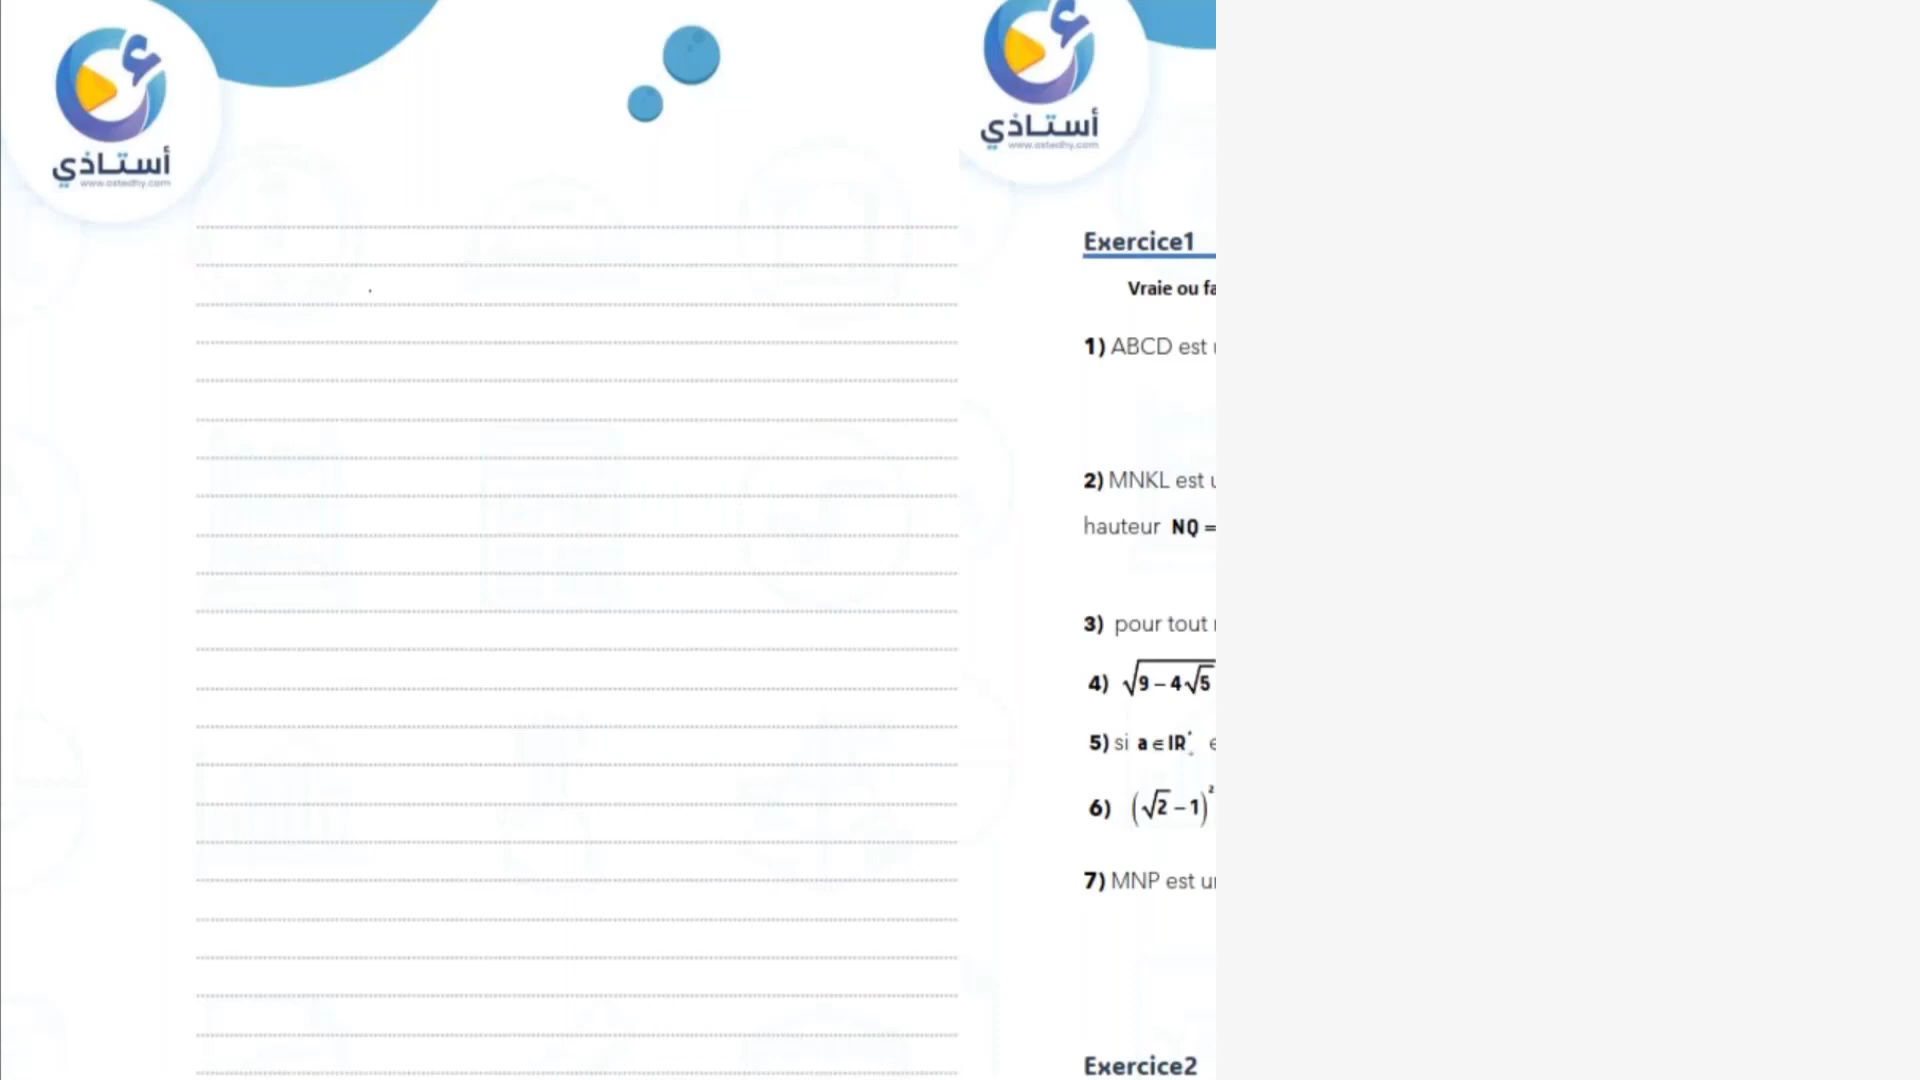 أستاذي
www.ostedhy.com
أستاذي
www.ostedhy.com
Exercice1
Vraie ou fa
1) ABCD est
2) MNKL est
hauteur NQ =
3) pour tout
4) √9 – 4√5
5) si a ∈ IR*
6) (√2 – 1)²
7) MNP est
Exercice2